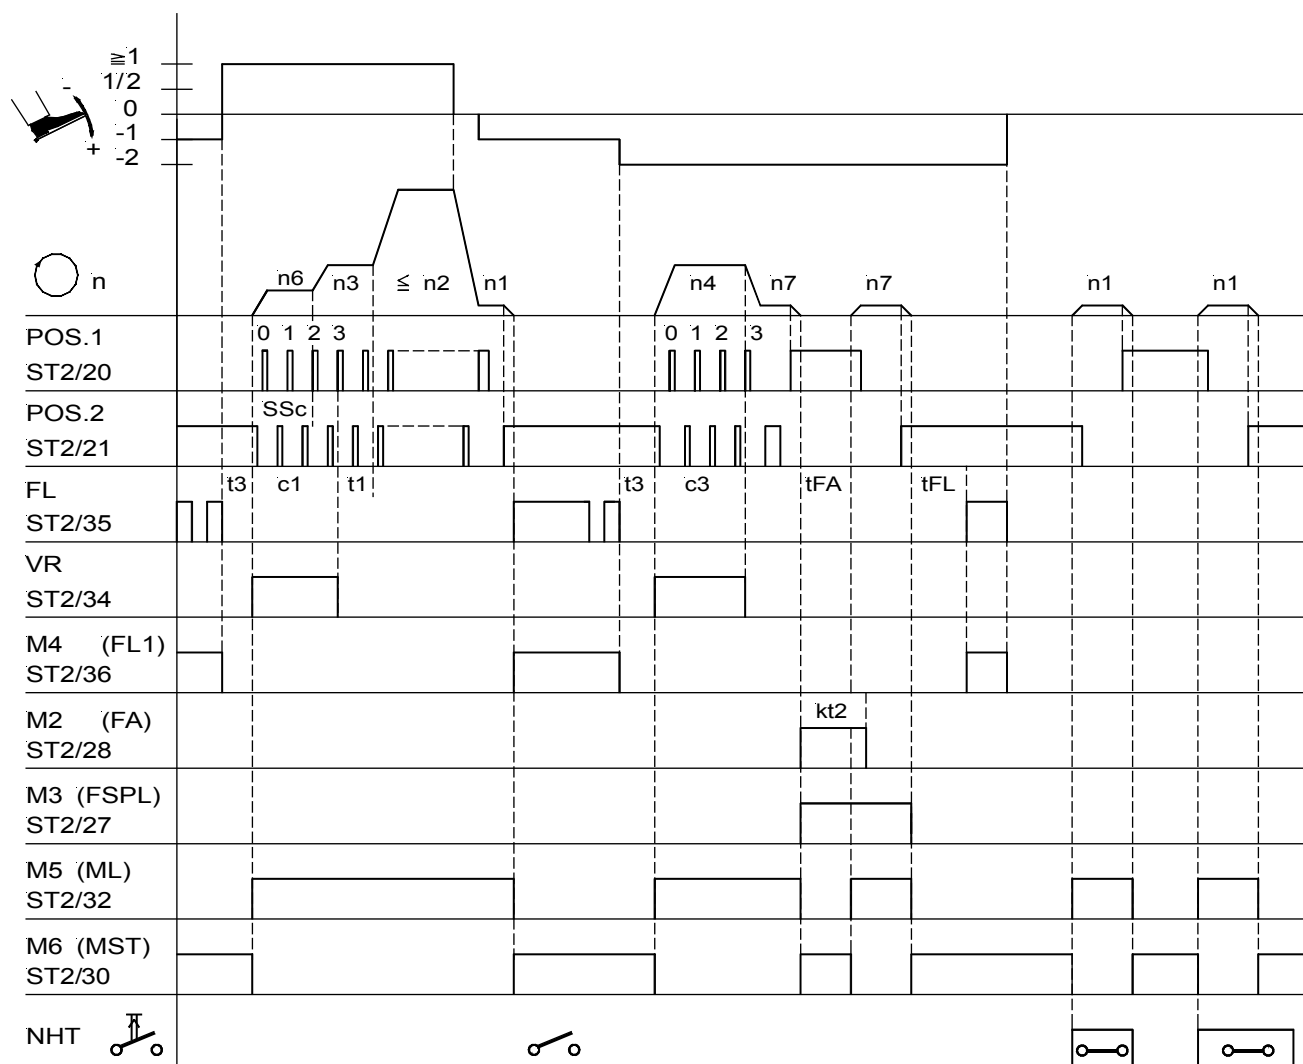 ≧1
1/2
-
0
-1
+
-2
n
n6
n3
≦ n2
n1
n4
n7
n7
n1
n1
POS.1
0 1 2 3
0 1 2 3
ST2/20
POS.2
SSc
ST2/21
FL
t3
c1
t1
t3
c3
tFA
tFL
ST2/35
VR
ST2/34
M4 (FL1)
ST2/36
M2 (FA)
kt2
ST2/28
M3 (FSPL)
ST2/27
M5 (ML)
ST2/32
M6 (MST)
ST2/30
NHT